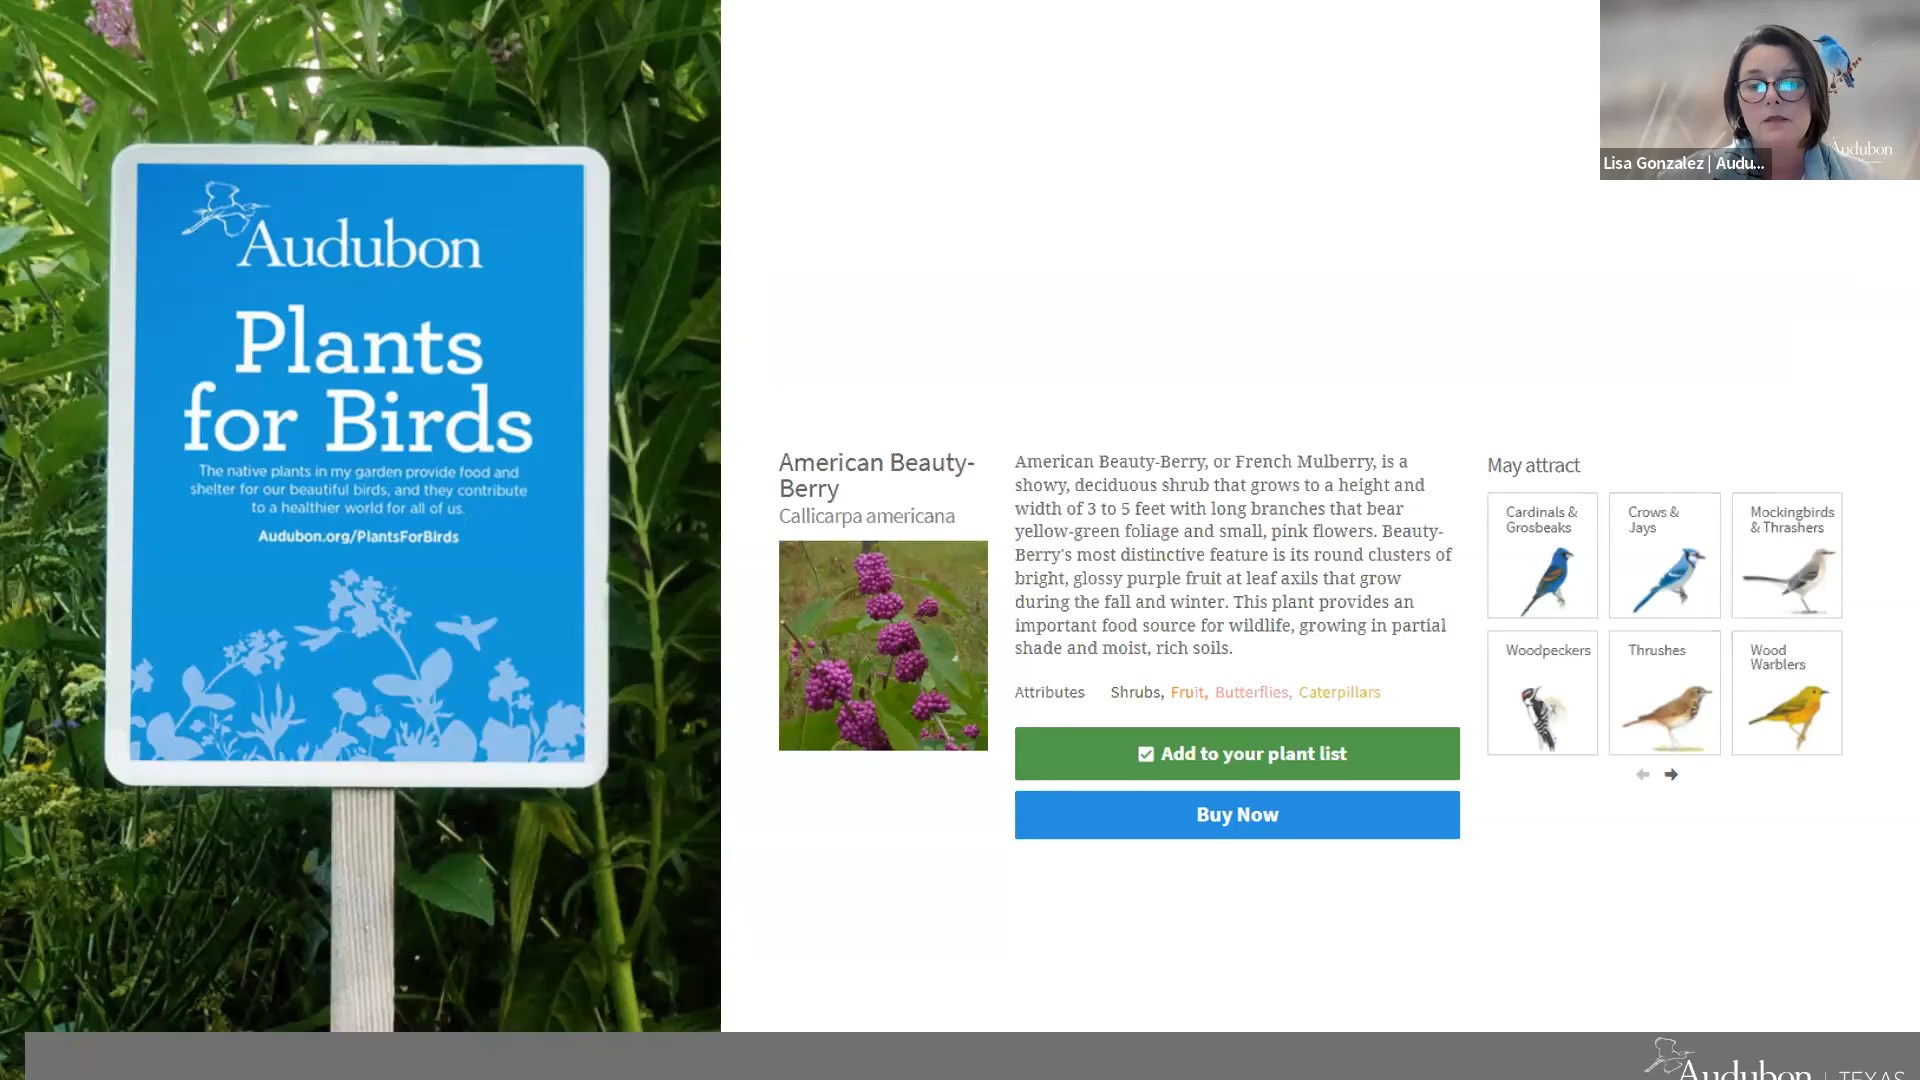 Audubon
Plants
for Birds
The native plants in my garden provide food and
shelter for our beautiful birds, and they contribute
to a healthier world for all of us.
Audubon.org/PlantsForBirds
American Beauty-
Berry
Callicarpa americana
American Beauty-Berry, or French Mulberry, is a
showy, deciduous shrub that grows to a height and
width of 3 to 5 feet with long branches that bear
yellow-green foliage and small, pink flowers. Beauty-
Berry's most distinctive feature is its round clusters of
bright, glossy purple fruit at leaf axils that grow
during the fall and winter. This plant provides an
important food source for wildlife, growing in partial
shade and moist, rich soils.
Attributes Shrubs, Fruit, Butterflies, Caterpillars
Add to your plant list
Buy Now
May attract
Cardinals &
Grosbeaks
Crows &
Jays
Mockingbirds
& Thrashers
Woodpeckers
Thrushes
Wood
Warblers
Audubon
Lisa Gonzalez | Audu...
Audubon | TEXAS